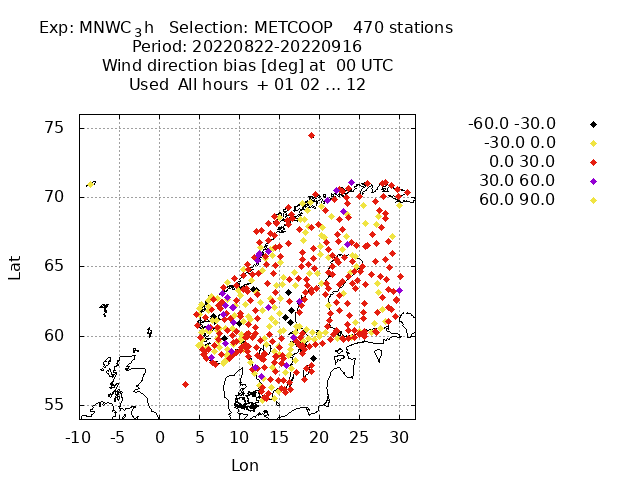 Exp: MNWC₃h   Selection: METCOOP    470 stations
Period: 20220822-20220916
Wind direction bias [deg] at  00 UTC
Used  All hours  + 01 02 ... 12
-60.0 -30.0
-30.0 0.0
0.0 30.0
30.0 60.0
60.0 90.0
75
70
65
60
55
Lat
-10 -5 0 5 10 15 20 25 30
Lon